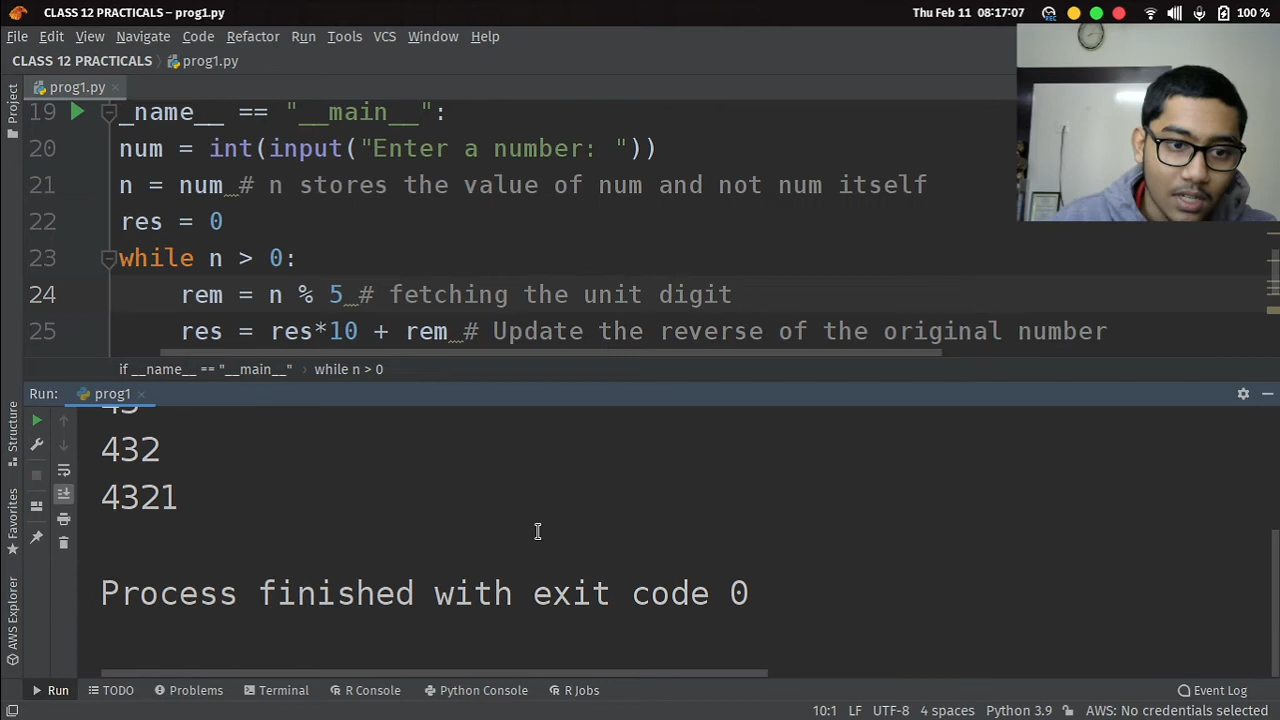 CLASS 12 PRACTICALS – prog1.py
Thu Feb 11 08:17:07
REC
100 %
File Edit View Navigate Code Refactor Run Tools VCS Window Help
CLASS 12 PRACTICALS prog1.py
Project
prog1.py
19 _name__ == "__main__":
20 num = int(input("Enter a number: "))
21 n = num # n stores the value of num and not num itself
22 res = 0
23 while n > 0:
24 rem = n % 5 # fetching the unit digit
25 res = res*10 + rem # Update the reverse of the original number
if __name__ == "__main__" › while n > 0
Run: prog1
Structure
Favorites
AWS Explorer
432
4321
Process finished with exit code 0
Run TODO Problems Terminal R Console Python Console R Jobs Event Log
10:1 LF UTF-8 4 spaces Python 3.9 AWS: No credentials selected